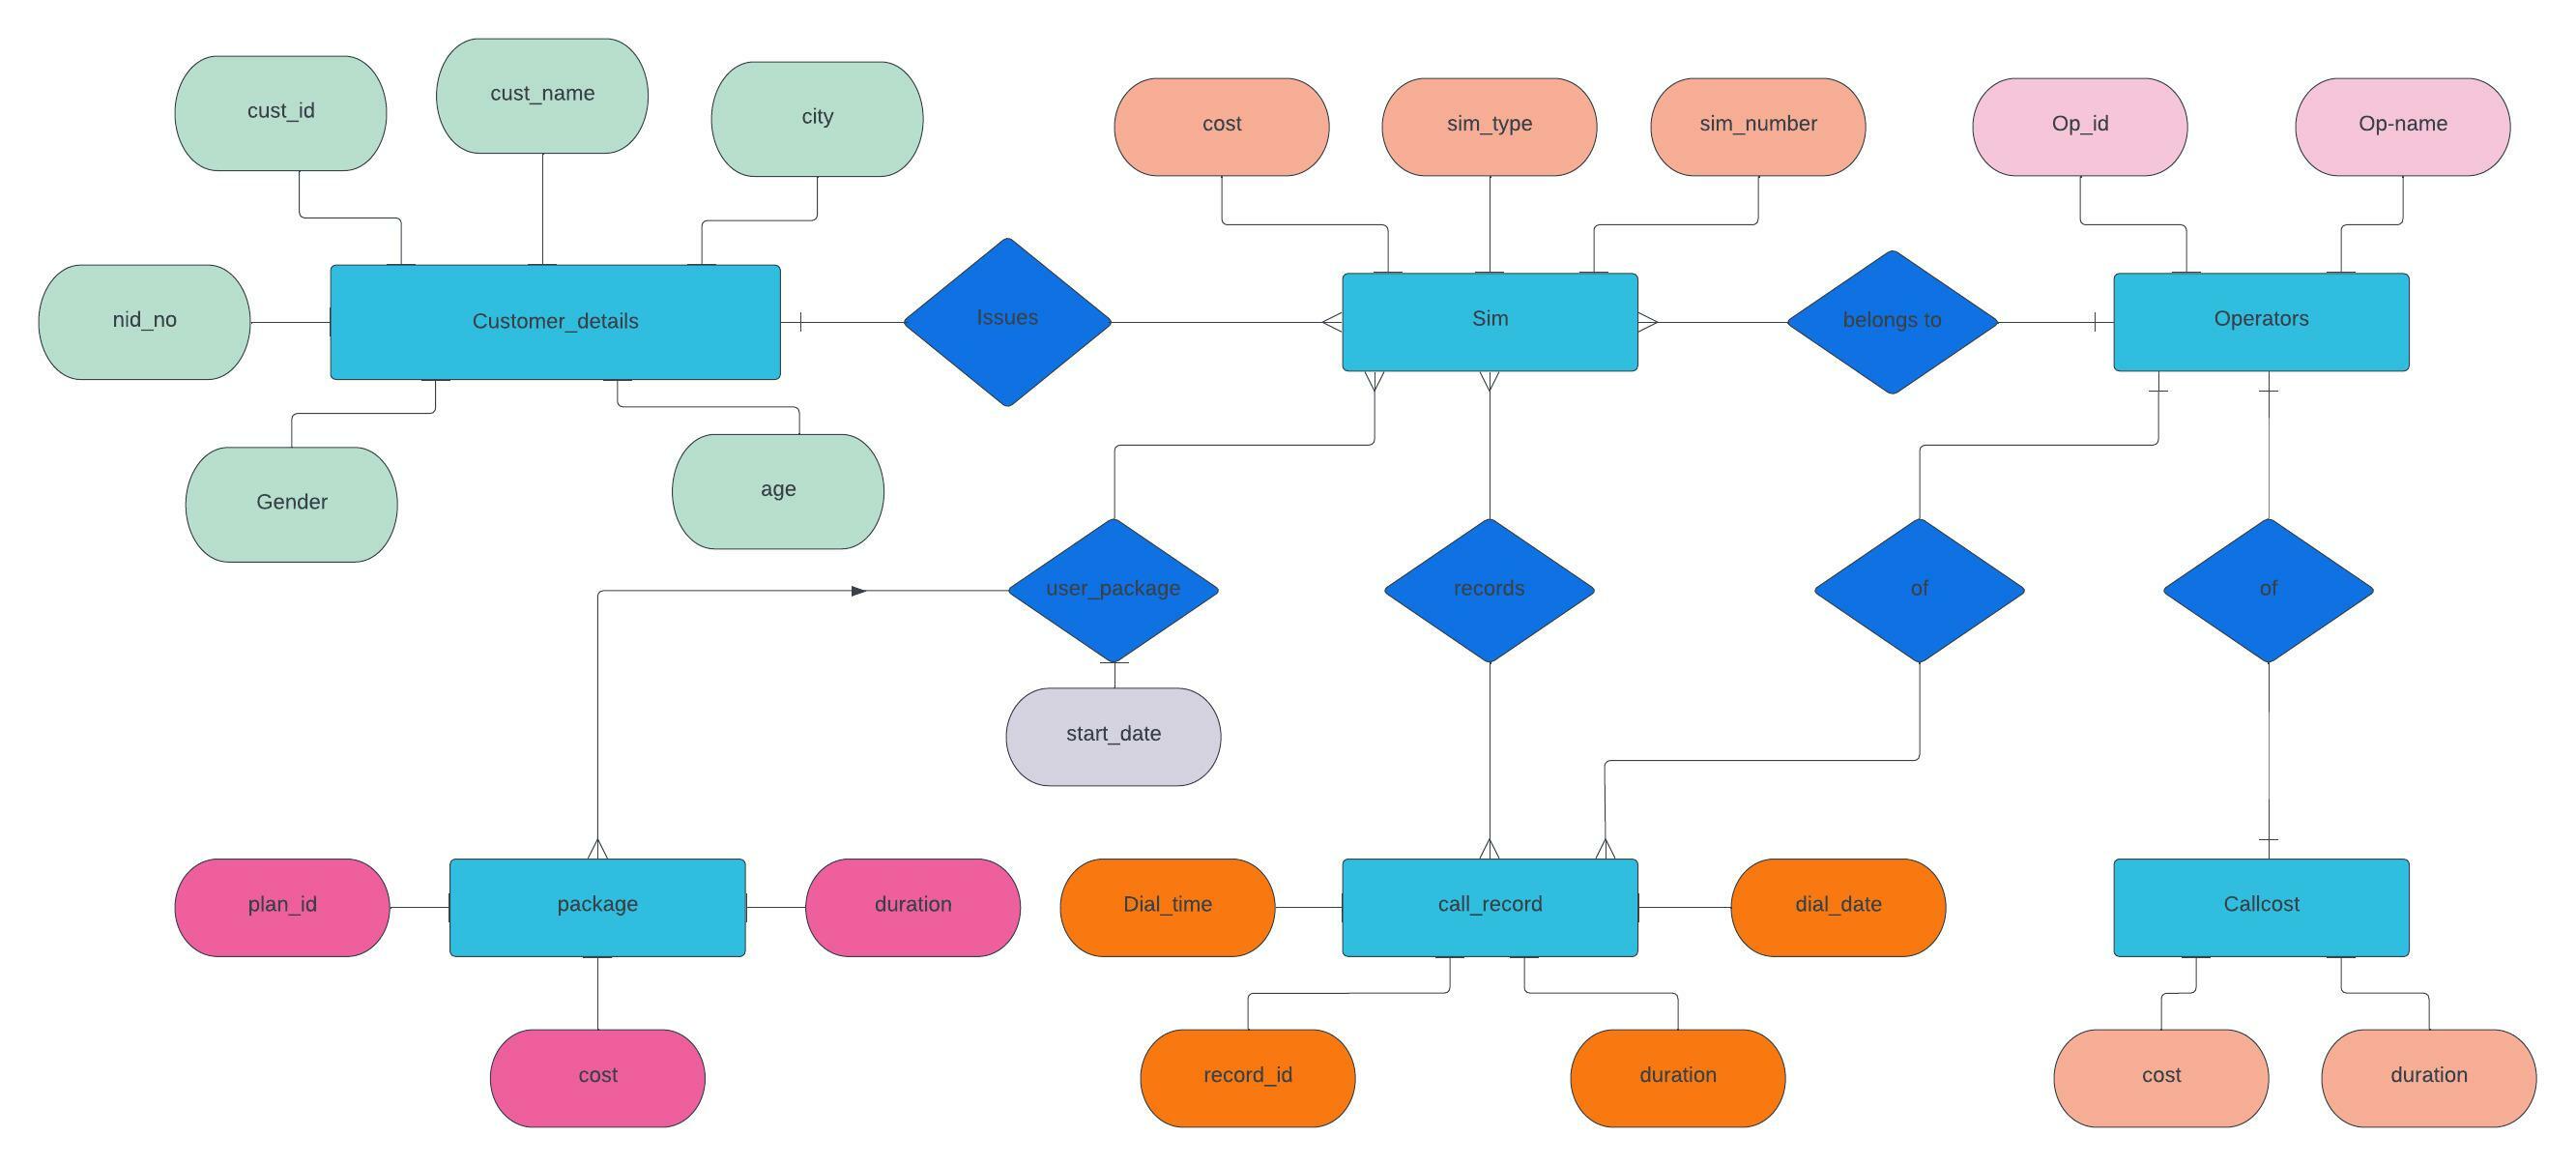 cust_id
cust_name
city
cost
sim_type
sim_number
Op_id
Op-name
nid_no
Customer_details
Issues
Sim
belongs to
Operators
Gender
age
user_package
records
of
of
start_date
plan_id
package
duration
Dial_time
call_record
dial_date
Callcost
cost
record_id
duration
cost
duration